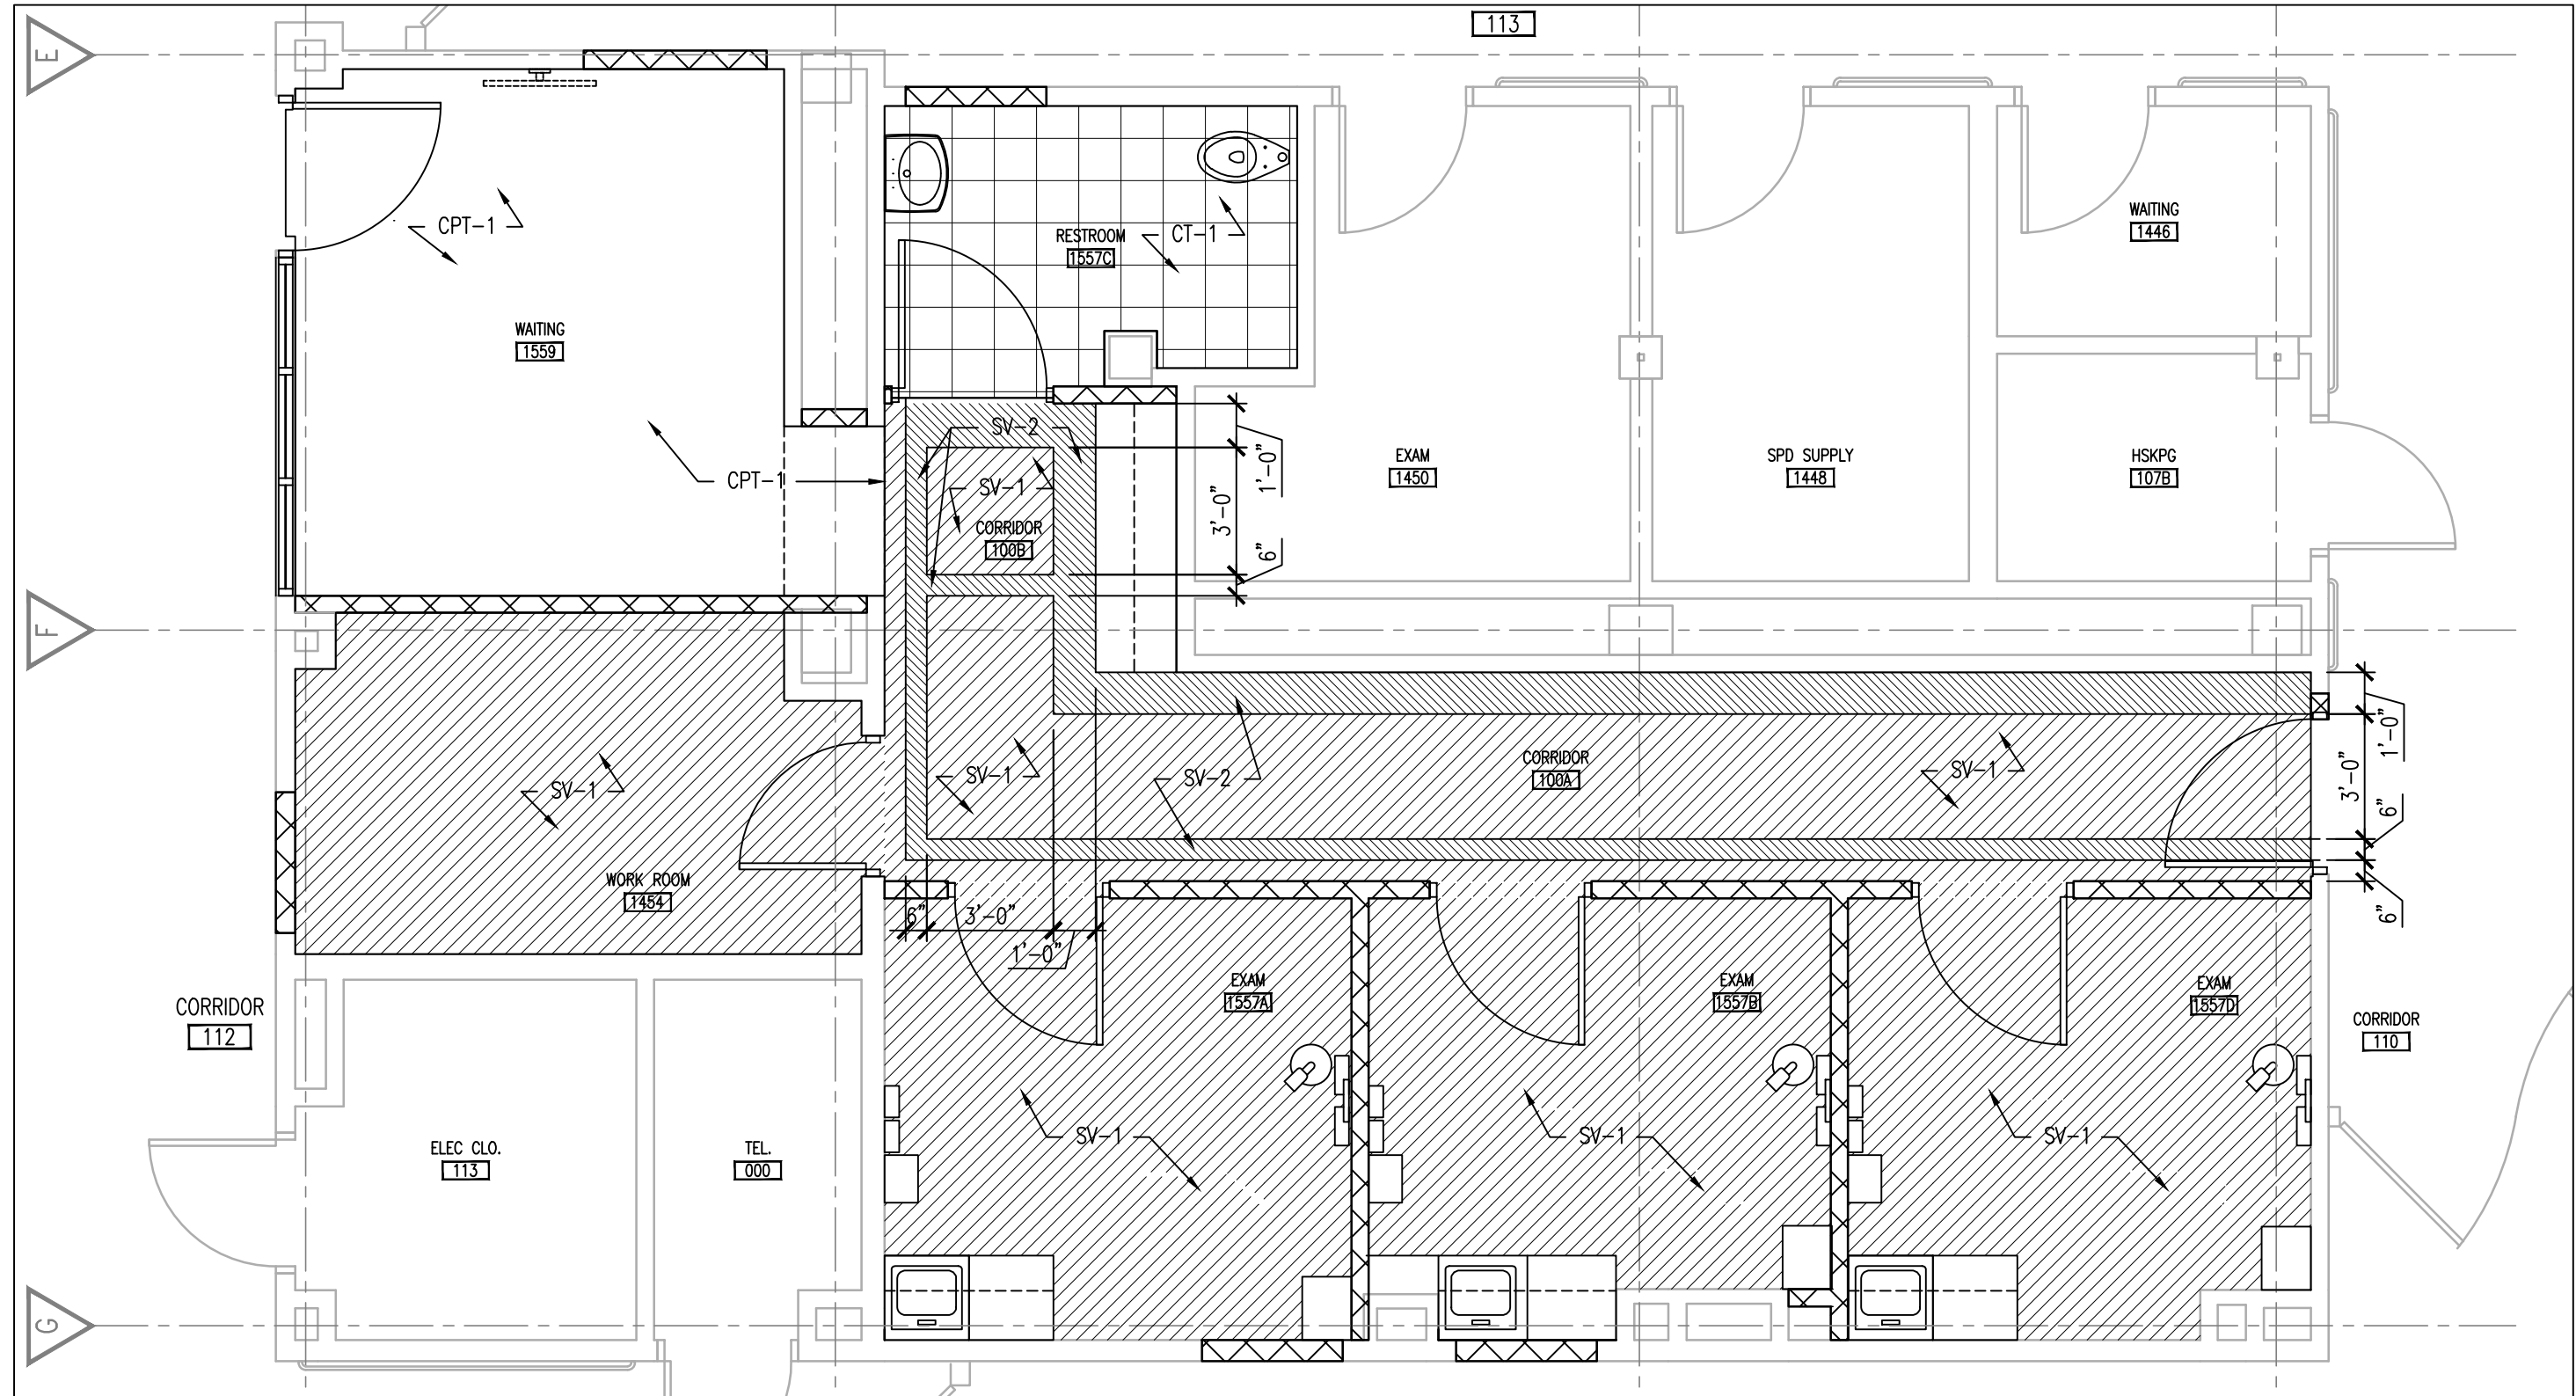 113
E
CPT-1
RESTROOM
1557C
CT-1
WAITING
1446
WAITING
1559
SV-2
CPT-1
SV-1
CORRIDOR
100B
1'-0"
3'-0"
6"
EXAM
1450
SPD SUPPLY
1448
HSKPG
107B
F
SV-1
SV-1
SV-2
CORRIDOR
100A
SV-1
1'-0"
3'-0"
6"
6"
WORK ROOM
1454
6"
3'-0"
1'-0"
EXAM
1557A
EXAM
1557B
EXAM
1557D
CORRIDOR
112
CORRIDOR
110
ELEC CLO.
113
TEL.
000
SV-1
SV-1
SV-1
G